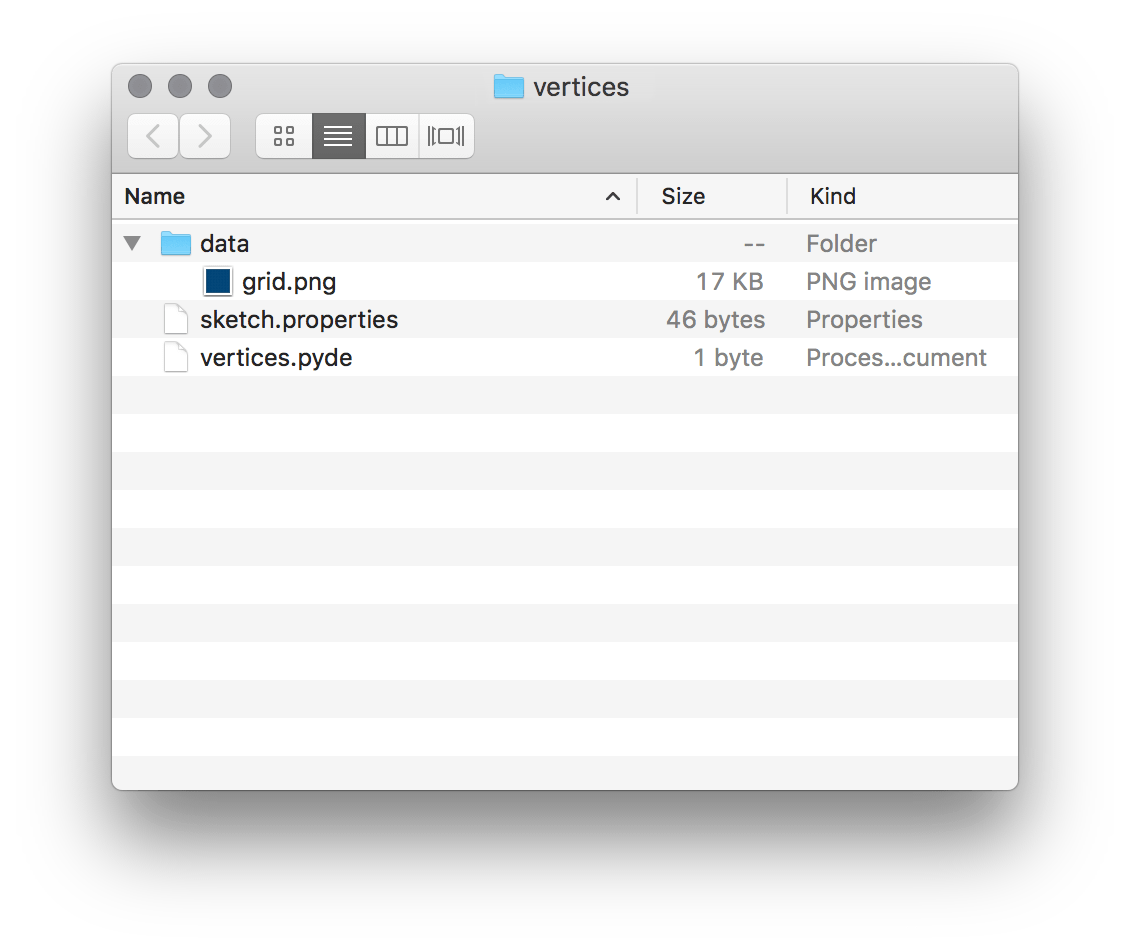 vertices
Name Size Kind
data -- Folder
grid.png 17 KB PNG image
sketch.properties 46 bytes Properties
vertices.pyde 1 byte Proces...cument